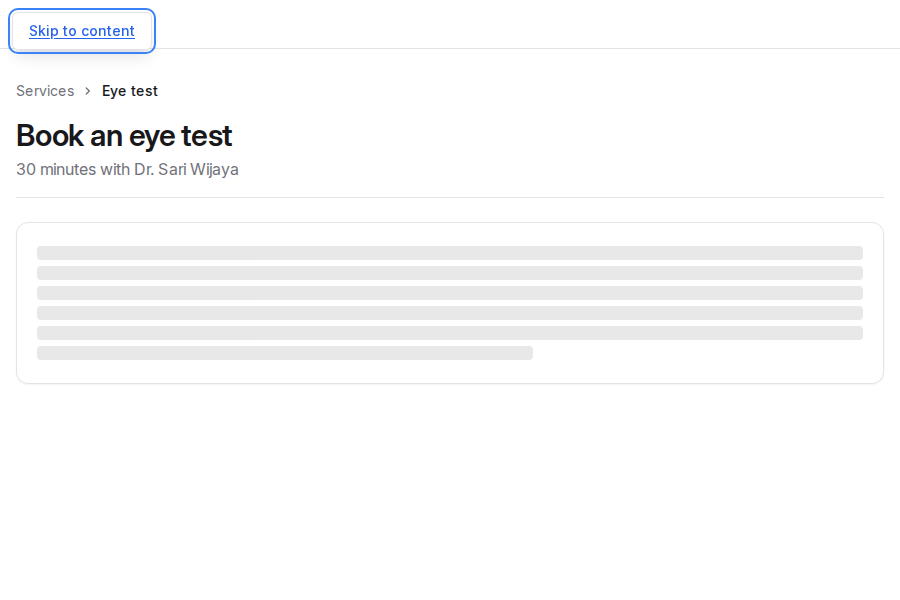 Skip to content
Services > Eye test
Book an eye test
30 minutes with Dr. Sari Wijaya